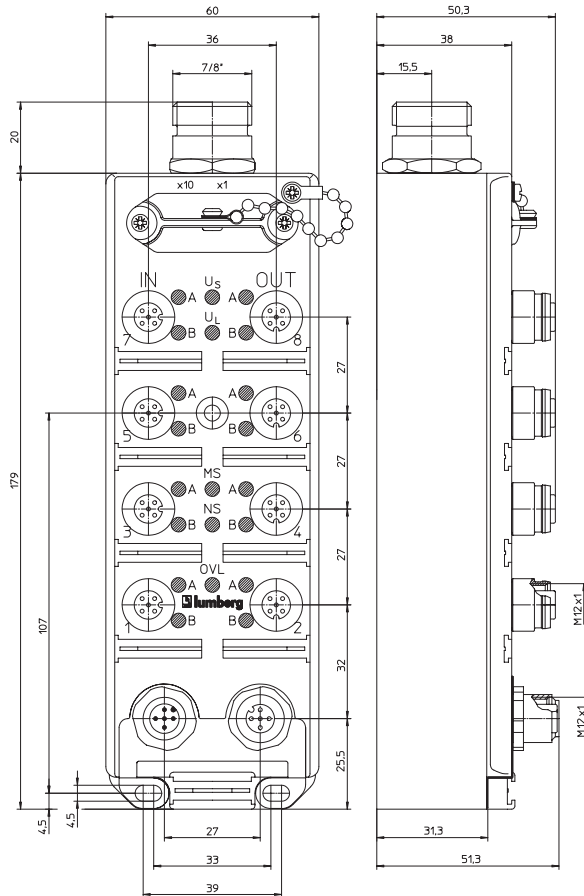 60
50,3
36
38
7/8"
15,5
20
x10 x1
IN US OUT
A A
UL
B B
7 8
27
A A
B B
5 6
179
27
MS
A A
NS
B B
3 4
27
OVL
A A
lumberg
B B
1 2
M12x1
107
32
M12x1
25,5
4,5
4,5
27
31,3
33
51,3
39